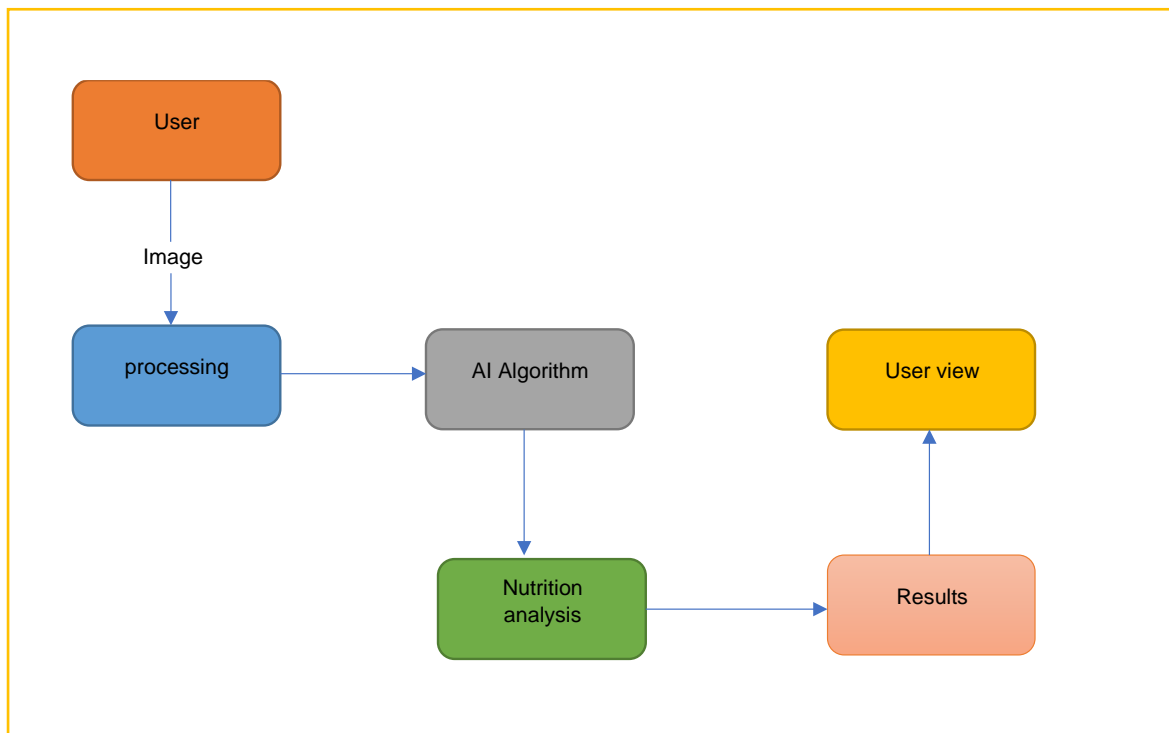 User
Image
processing
AI Algorithm
User view
Nutrition
analysis
Results